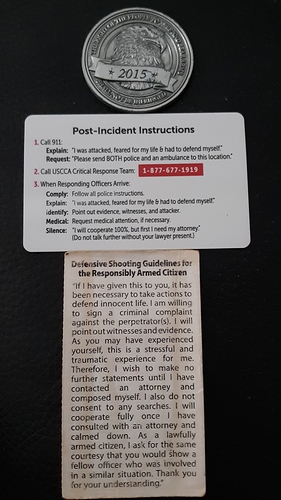 ★ 2015 ★
Post-Incident Instructions
1. Call 911:
Explain: "I was attacked, feared for my life & had to defend myself."
Request: "Please send BOTH police and an ambulance to this location."
2. Call USCCA Critical Response Team: 1-877-677-1919
3. When Responding Officers Arrive:
Comply: Follow all police instructions.
Explain: "I was attacked, feared for my life & had to defend myself"
identify: Point out evidence, witnesses, and attacker.
Medical: Request medical attention, if necessary.
Silence: "I will cooperate 100%, but first I need my attorney."
(Do not talk further without your lawyer present.)
Defensive Shooting Guidelines for
the Responsibly Armed Citizen
"If I have given this to you, it has
been necessary to take actions to
defend innocent life. I am willing
to sign a criminal complaint
against the perpetrator(s). I will
point out witnesses and evidence.
As you may have experienced
yourself, this is a stressful and
traumatic experience for me.
Therefore, I wish to make no
further statements until I have
contacted an attorney and
composed myself. I also do not
consent to any searches. I will
cooperate fully once I have
consulted with an attorney and
calmed down. As a lawfully
armed citizen, I ask for the same
courtesy that you would show a
fellow officer who was involved
in a similar situation. Thank you
for your understanding."